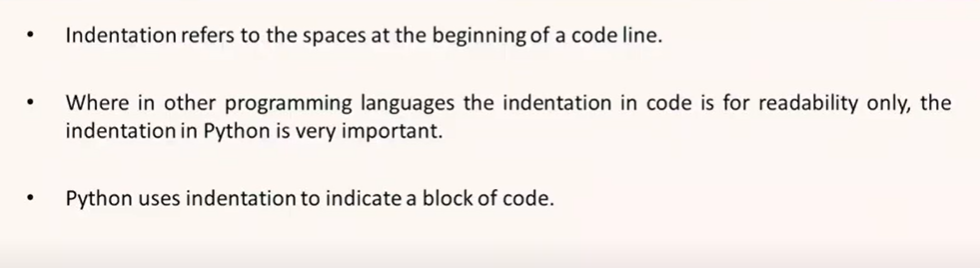 • Indentation refers to the spaces at the beginning of a code line.
• Where in other programming languages the indentation in code is for readability only, the
indentation in Python is very important.
• Python uses indentation to indicate a block of code.